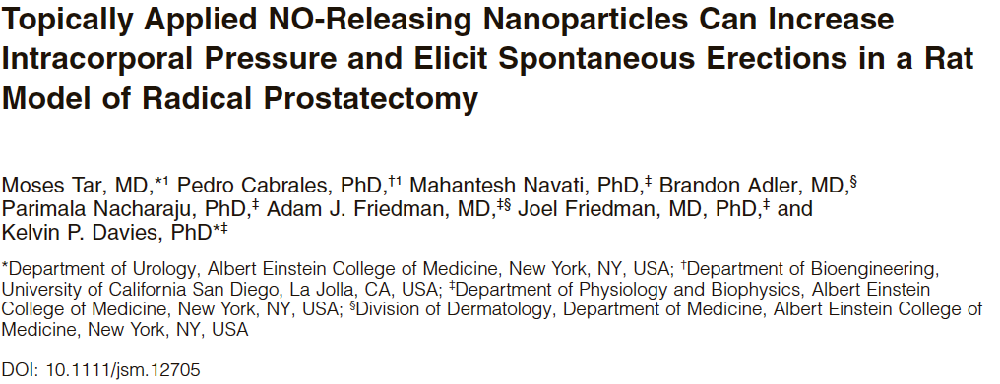 Topically Applied NO-Releasing Nanoparticles Can Increase
Intracorporal Pressure and Elicit Spontaneous Erections in a Rat
Model of Radical Prostatectomy
Moses Tar, MD,*¹ Pedro Cabrales, PhD,†¹ Mahantesh Navati, PhD,‡ Brandon Adler, MD,§
Parimala Nacharaju, PhD,‡ Adam J. Friedman, MD,‡§ Joel Friedman, MD, PhD,‡ and
Kelvin P. Davies, PhD*‡
*Department of Urology, Albert Einstein College of Medicine, New York, NY, USA; †Department of Bioengineering,
University of California San Diego, La Jolla, CA, USA; ‡Department of Physiology and Biophysics, Albert Einstein
College of Medicine, New York, NY, USA; §Division of Dermatology, Department of Medicine, Albert Einstein College of
Medicine, New York, NY, USA
DOI: 10.1111/jsm.12705